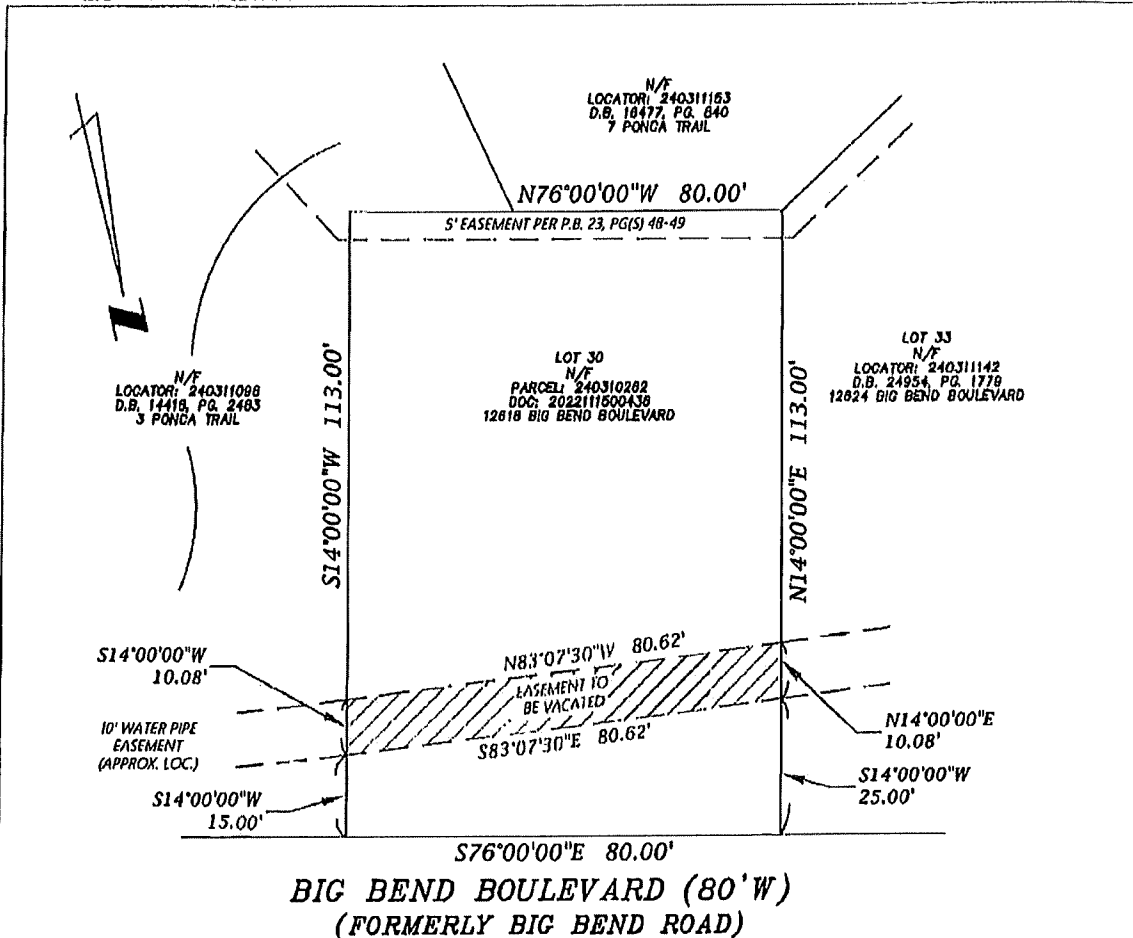 N/F
LOCATOR: 240311153
D.B. 18477, PG. 640
7 PONCA TRAIL
N76°00'00"W 80.00'
5' EASEMENT PER P.B. 23, PG(S) 48-49
N/F
LOCATOR: 240311098
D.B. 14418, PG. 2483
3 PONCA TRAIL
S14°00'00"W 113.00'
LOT 30
N/F
PARCEL: 240310282
DOC: 2022111500438
12618 BIG BEND BOULEVARD
N14°00'00"E 113.00'
LOT 33
N/F
LOCATOR: 240311142
D.B. 24954, PG. 1779
12624 BIG BEND BOULEVARD
S14°00'00"W
10.08'
N83°07'30"W 80.62'
EASEMENT TO
BE VACATED
S83°07'30"E 80.62'
10' WATER PIPE
EASEMENT
(APPROX. LOC.)
N14°00'00"E
10.08'
S14°00'00"W
15.00'
S14°00'00"W
25.00'
S76°00'00"E 80.00'
BIG BEND BOULEVARD (80'W)
(FORMERLY BIG BEND ROAD)